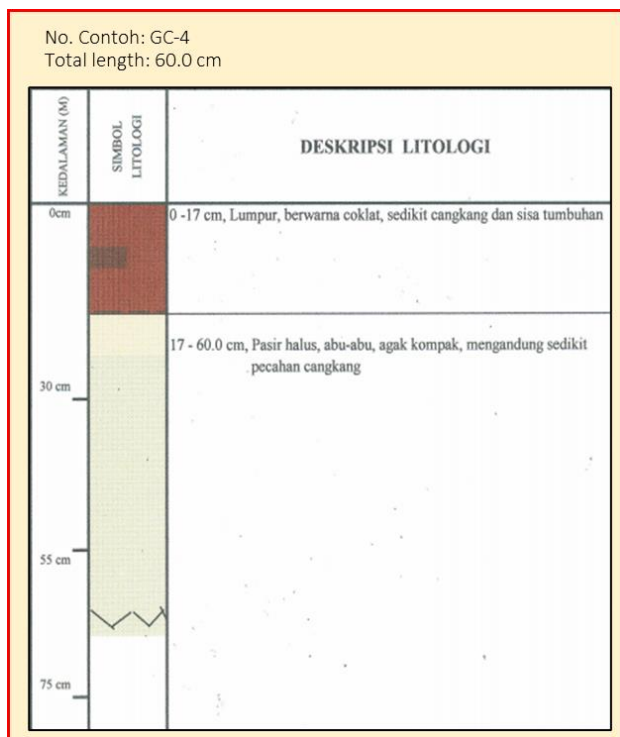 No. Contoh: GC-4
Total length: 60.0 cm
KEDALAMAN (M)
SIMBOL
LITOLOGI
DESKRIPSI LITOLOGI
0cm
0 -17 cm, Lumpur, berwarna coklat, sedikit cangkang dan sisa tumbuhan
17 - 60.0 cm, Pasir halus, abu-abu, agak kompak, mengandung sedikit
pecahan cangkang
30 cm
55 cm
75 cm